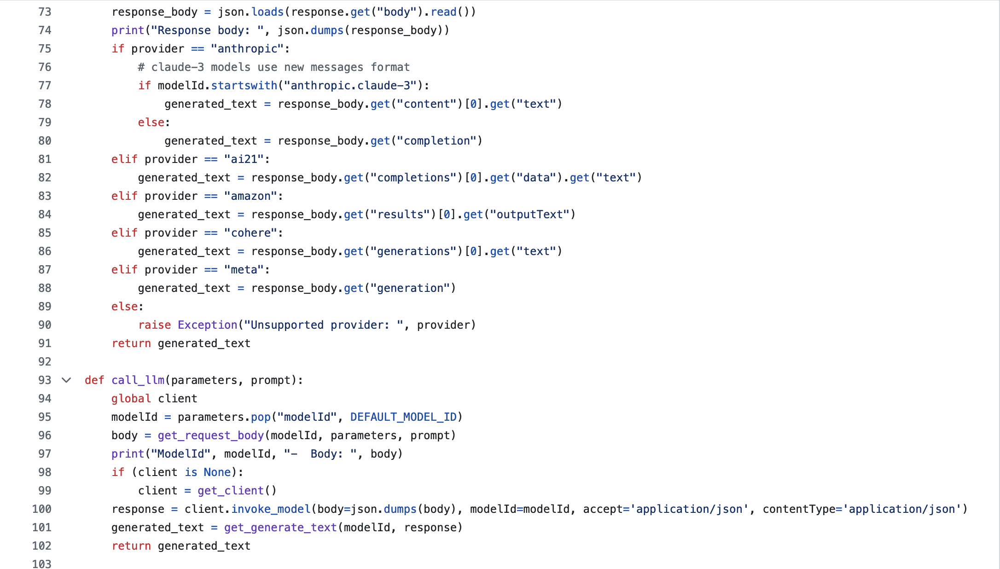 73 response_body = json.loads(response.get("body").read())
74 print("Response body: ", json.dumps(response_body))
75 if provider == "anthropic":
76 # claude-3 models use new messages format
77 if modelId.startswith("anthropic.claude-3"):
78 generated_text = response_body.get("content")[0].get("text")
79 else:
80 generated_text = response_body.get("completion")
81 elif provider == "ai21":
82 generated_text = response_body.get("completions")[0].get("data").get("text")
83 elif provider == "amazon":
84 generated_text = response_body.get("results")[0].get("outputText")
85 elif provider == "cohere":
86 generated_text = response_body.get("generations")[0].get("text")
87 elif provider == "meta":
88 generated_text = response_body.get("generation")
89 else:
90 raise Exception("Unsupported provider: ", provider)
91 return generated_text
92
93 def call_llm(parameters, prompt):
94 global client
95 modelId = parameters.pop("modelId", DEFAULT_MODEL_ID)
96 body = get_request_body(modelId, parameters, prompt)
97 print("ModelId", modelId, "-  Body: ", body)
98 if (client is None):
99 client = get_client()
100 response = client.invoke_model(body=json.dumps(body), modelId=modelId, accept='application/json', contentType='application/json')
101 generated_text = get_generate_text(modelId, response)
102 return generated_text
103